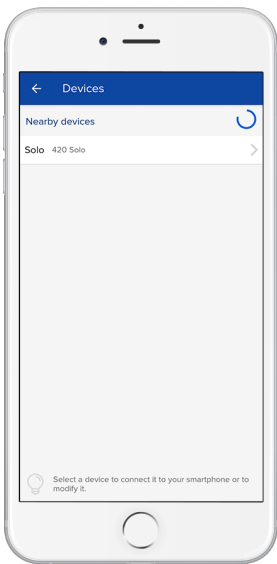 Devices
Nearby devices
Solo 420 Solo
Select a device to connect it to your smartphone or to
modify it.